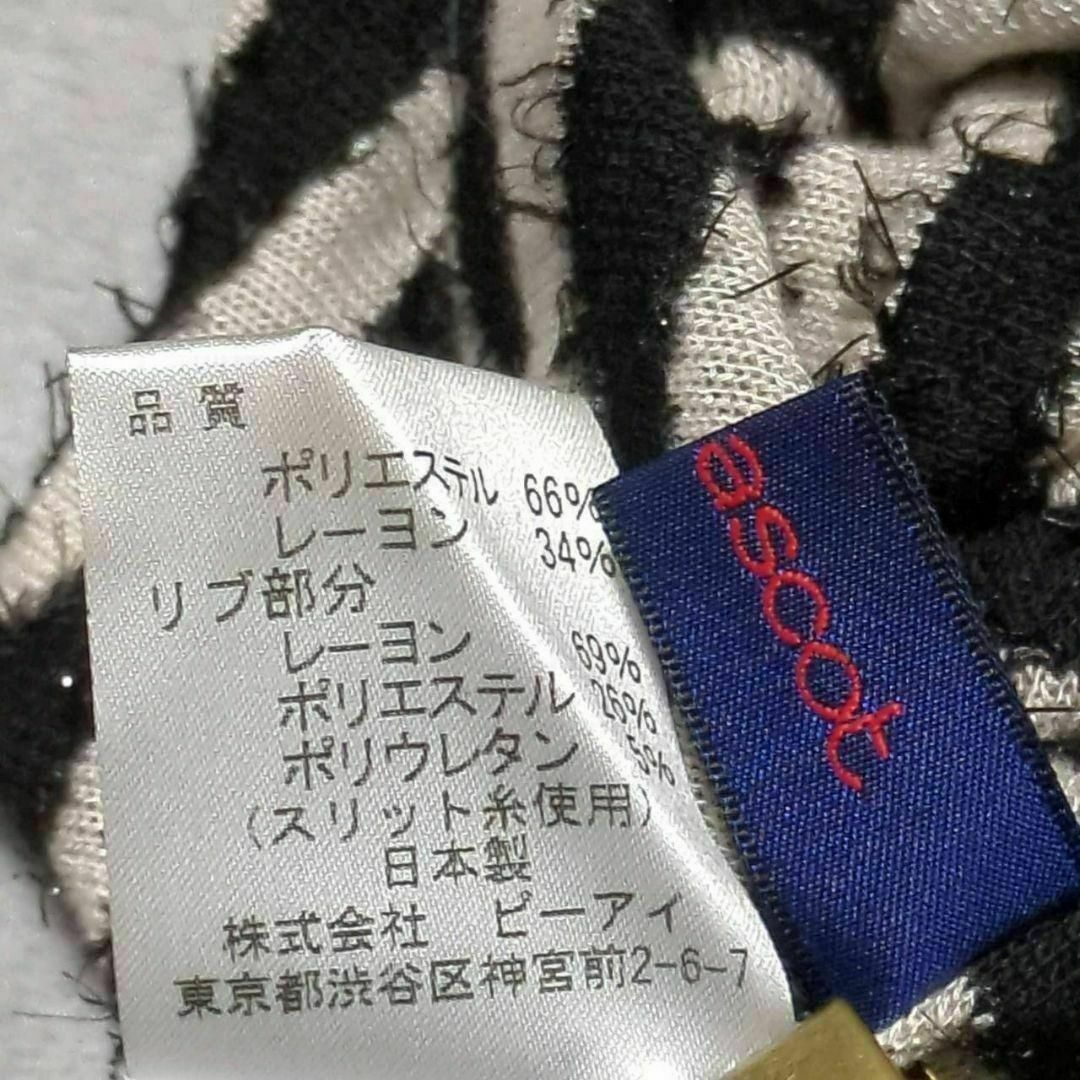 品質
ポリエステル 66%
レーヨン 34%
リブ部分
レーヨン 69%
ポリエステル 26%
ポリウレタン 5%
(スリット糸使用)
日本製
株式会社 ピーアイ
東京都渋谷区神宮前2-6-7
ascot